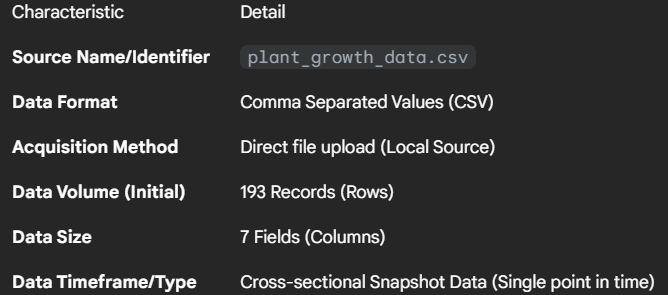 Characteristic Detail
Source Name/Identifier plant_growth_data.csv
Data Format Comma Separated Values (CSV)
Acquisition Method Direct file upload (Local Source)
Data Volume (Initial) 193 Records (Rows)
Data Size 7 Fields (Columns)
Data Timeframe/Type Cross-sectional Snapshot Data (Single point in time)